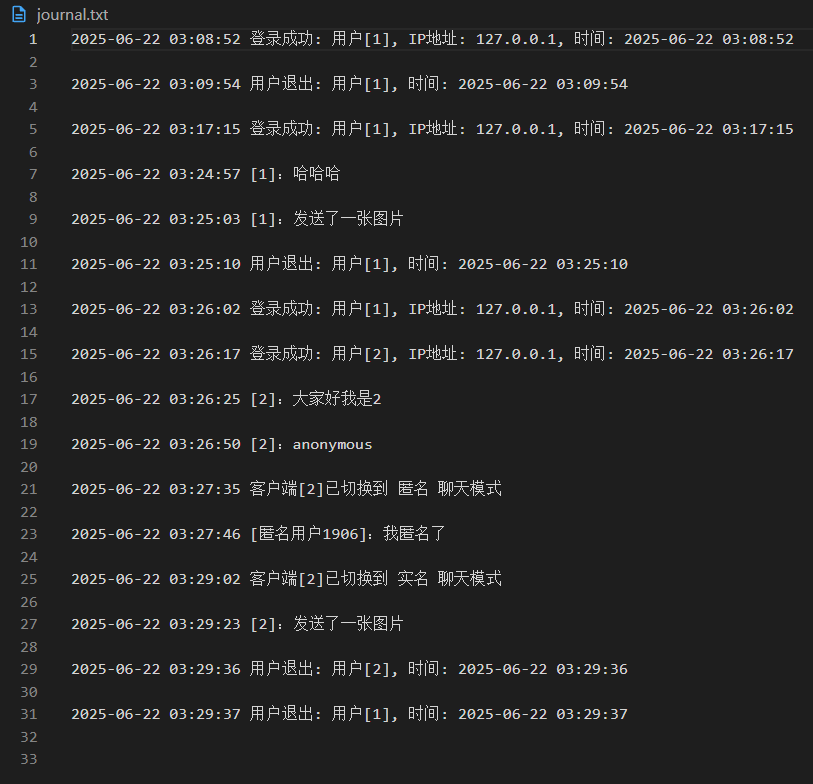 journal.txt
1 2025-06-22 03:08:52 登录成功: 用户[1], IP地址: 127.0.0.1, 时间: 2025-06-22 03:08:52
2
3 2025-06-22 03:09:54 用户退出: 用户[1], 时间: 2025-06-22 03:09:54
4
5 2025-06-22 03:17:15 登录成功: 用户[1], IP地址: 127.0.0.1, 时间: 2025-06-22 03:17:15
6
7 2025-06-22 03:24:57 [1]：哈哈哈
8
9 2025-06-22 03:25:03 [1]：发送了一张图片
10
11 2025-06-22 03:25:10 用户退出: 用户[1], 时间: 2025-06-22 03:25:10
12
13 2025-06-22 03:26:02 登录成功: 用户[1], IP地址: 127.0.0.1, 时间: 2025-06-22 03:26:02
14
15 2025-06-22 03:26:17 登录成功: 用户[2], IP地址: 127.0.0.1, 时间: 2025-06-22 03:26:17
16
17 2025-06-22 03:26:25 [2]：大家好我是2
18
19 2025-06-22 03:26:50 [2]：anonymous
20
21 2025-06-22 03:27:35 客户端[2]已切换到 匿名 聊天模式
22
23 2025-06-22 03:27:46 [匿名用户1906]：我匿名了
24
25 2025-06-22 03:29:02 客户端[2]已切换到 实名 聊天模式
26
27 2025-06-22 03:29:23 [2]：发送了一张图片
28
29 2025-06-22 03:29:36 用户退出: 用户[2], 时间: 2025-06-22 03:29:36
30
31 2025-06-22 03:29:37 用户退出: 用户[1], 时间: 2025-06-22 03:29:37
32
33